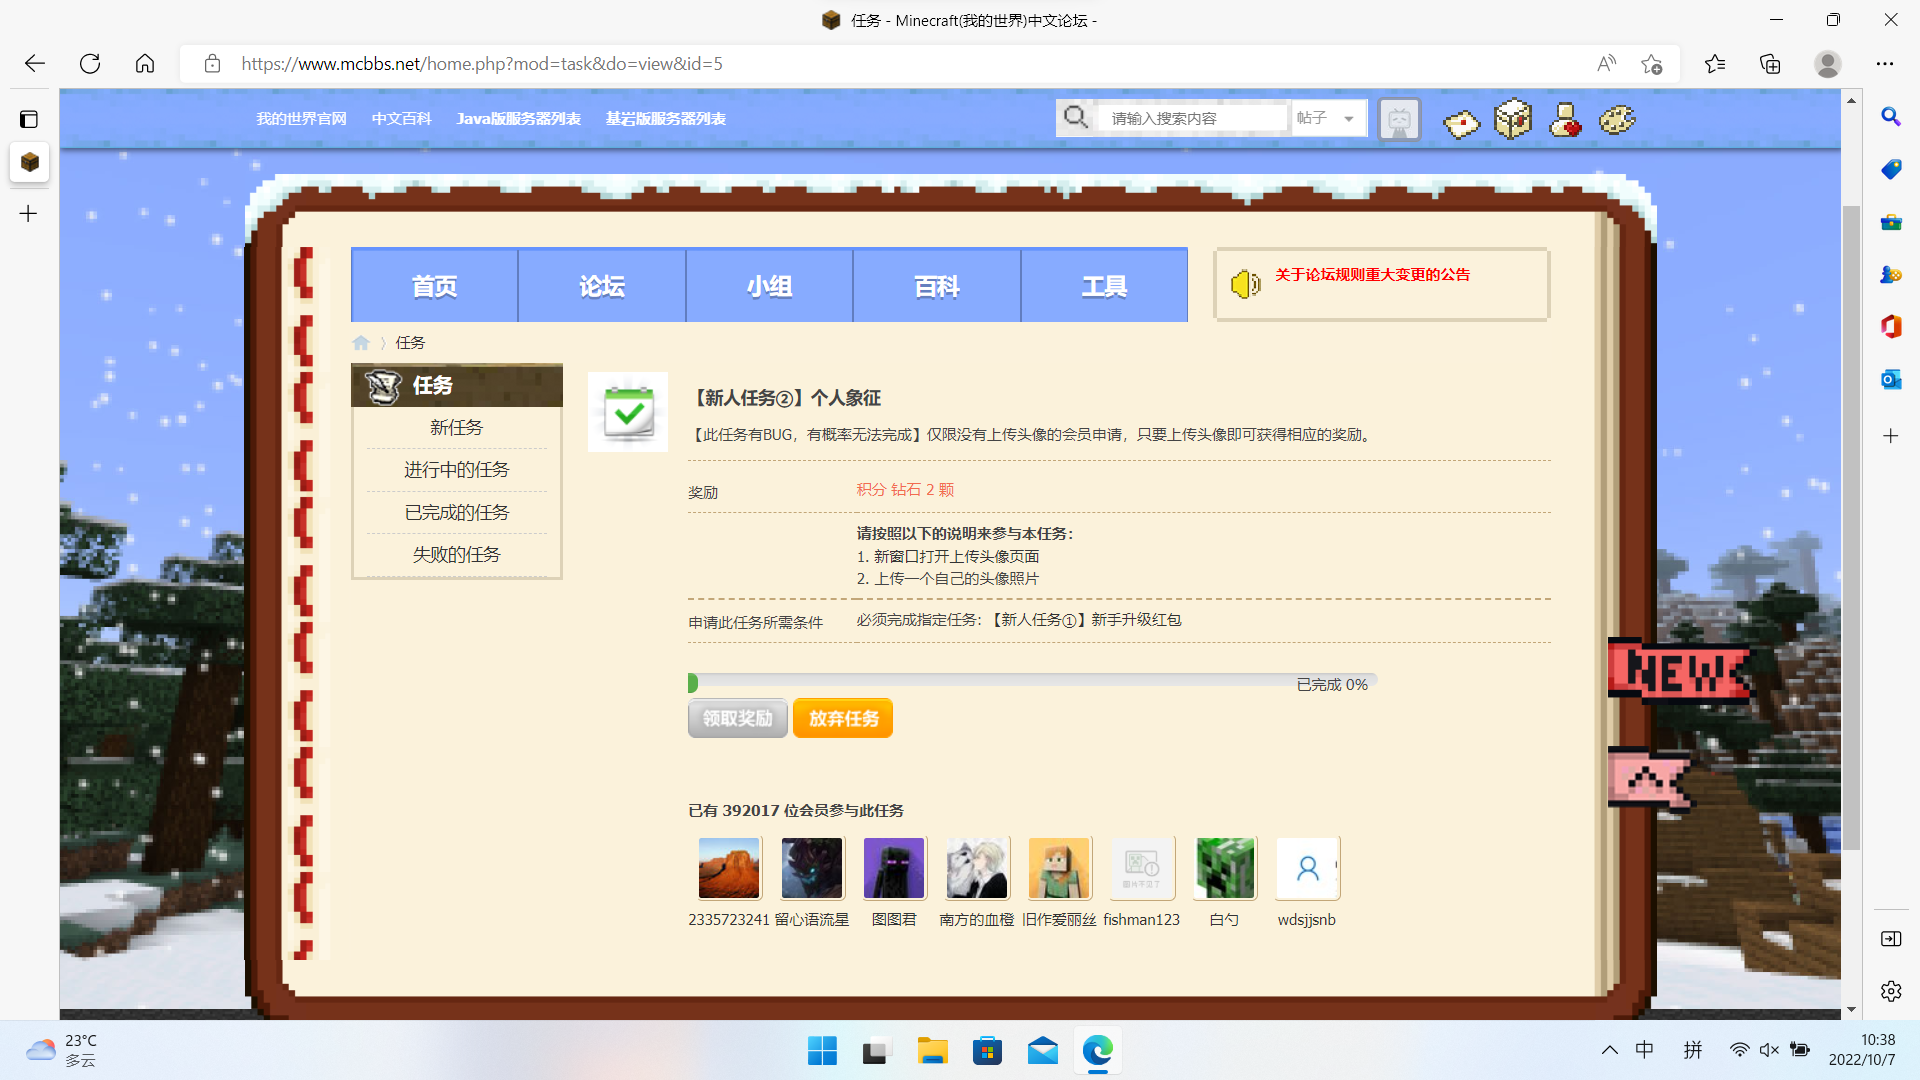 任务 - Minecraft(我的世界)中文论坛 -
https://www.mcbbs.net/home.php?mod=task&do=view&id=5
我的世界官网 中文百科 Java版服务器列表 基岩版服务器列表
请输入搜索内容 帖子
首页 论坛 小组 百科 工具
关于论坛规则重大变更的公告
任务
任务
新任务
进行中的任务
已完成的任务
失败的任务
【新人任务②】个人象征
【此任务有BUG，有概率无法完成】仅限没有上传头像的会员申请，只要上传头像即可获得相应的奖励。
奖励 积分 钻石 2 颗
请按照以下的说明来参与本任务：
1. 新窗口打开上传头像页面
2. 上传一个自己的头像照片
申请此任务所需条件 必须完成指定任务：【新人任务①】新手升级红包
已完成 0%
领取奖励 放弃任务
NEW
已有 392017 位会员参与此任务
图片不见了
2335723241 留心语流星 图图君 南方的血橙 旧作爱丽丝 fishman123 白勺 wdsjjsnb
23°C
多云
中 拼
10:38
2022/10/7